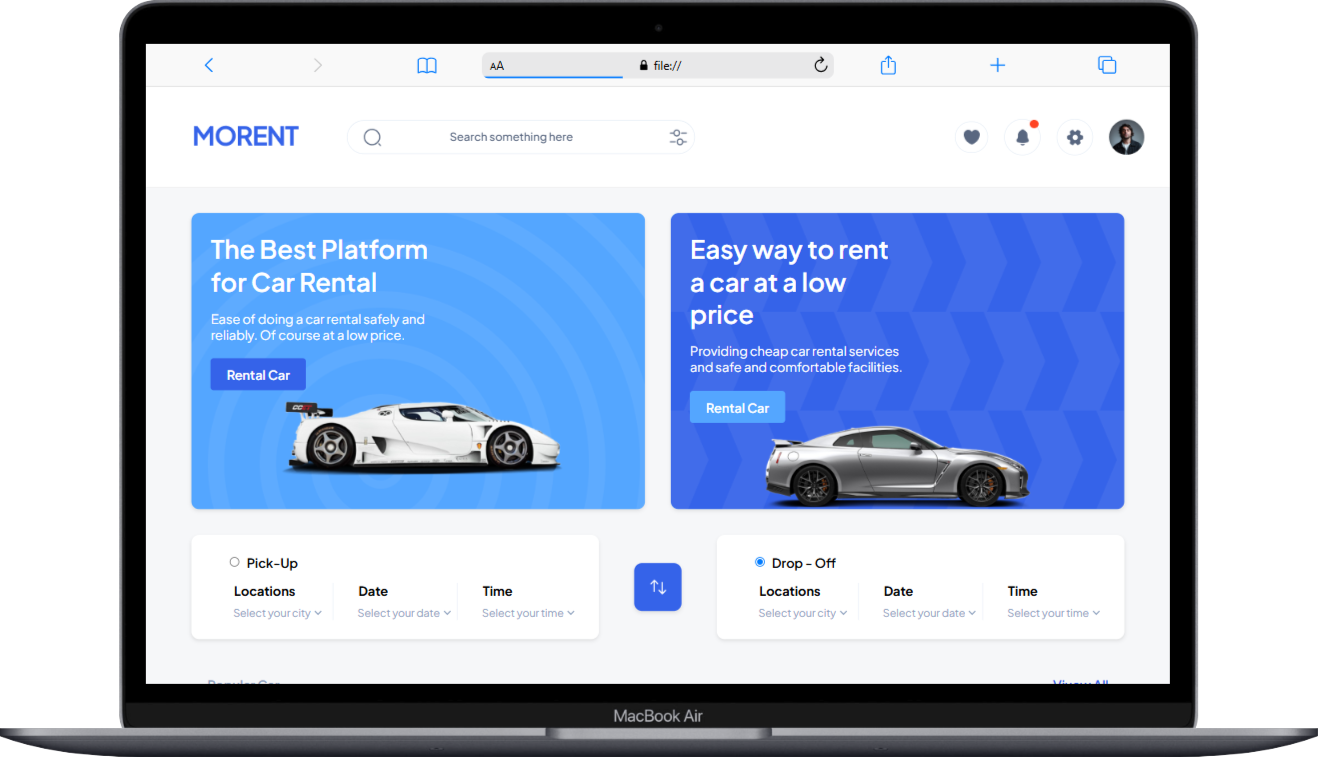 AA
file://
MORENT
Search something here
The Best Platform
for Car Rental
Ease of doing a car rental safely and
reliably. Of course at a low price.
Rental Car
Easy way to rent
a car at a low
price
Providing cheap car rental services
and safe and comfortable facilities.
Rental Car
Pick-Up
Locations
Date
Time
Select your city
Select your date
Select your time
Drop - Off
Locations
Date
Time
Select your city
Select your date
Select your time
MacBook Air